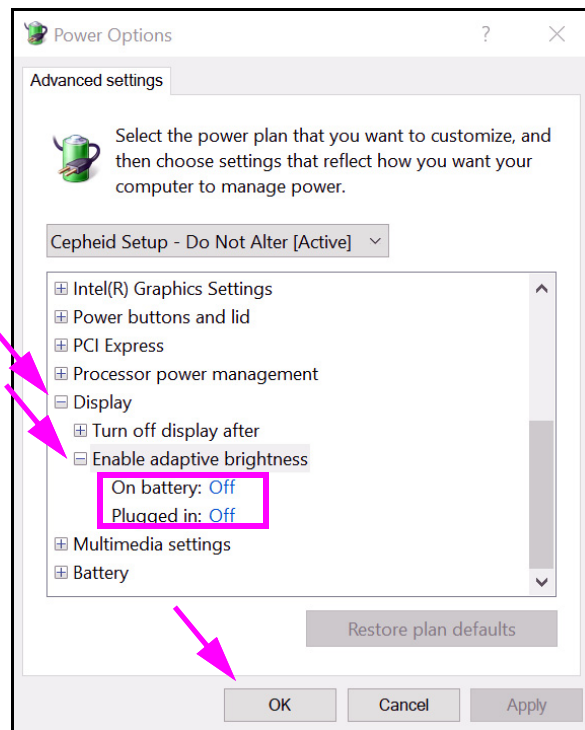 Power Options
Advanced settings
Select the power plan that you want to customize, and
then choose settings that reflect how you want your
computer to manage power.
Cepheid Setup - Do Not Alter [Active]
Intel(R) Graphics Settings
Power buttons and lid
PCI Express
Processor power management
Display
Turn off display after
Enable adaptive brightness
On battery: Off
Plugged in: Off
Multimedia settings
Battery
Restore plan defaults
OK Cancel Apply